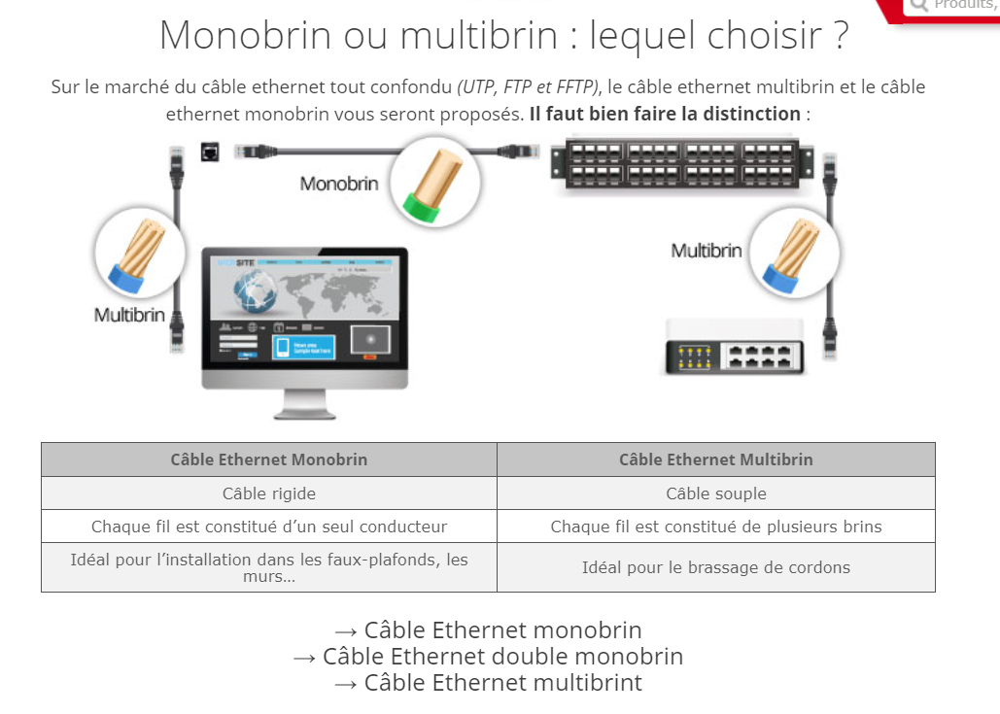 Produits,
Monobrin ou multibrin : lequel choisir ?
Sur le marché du câble ethernet tout confondu (UTP, FTP et FFTP), le câble ethernet multibrin et le câble
ethernet monobrin vous seront proposés. Il faut bien faire la distinction :
Monobrin
Multibrin
Multibrin
SITE
Câble Ethernet Monobrin
Câble Ethernet Multibrin
Câble rigide
Câble souple
Chaque fil est constitué d’un seul conducteur
Chaque fil est constitué de plusieurs brins
Idéal pour l’installation dans les faux-plafonds, les
murs...
Idéal pour le brassage de cordons
→ Câble Ethernet monobrin
→ Câble Ethernet double monobrin
→ Câble Ethernet multibrint